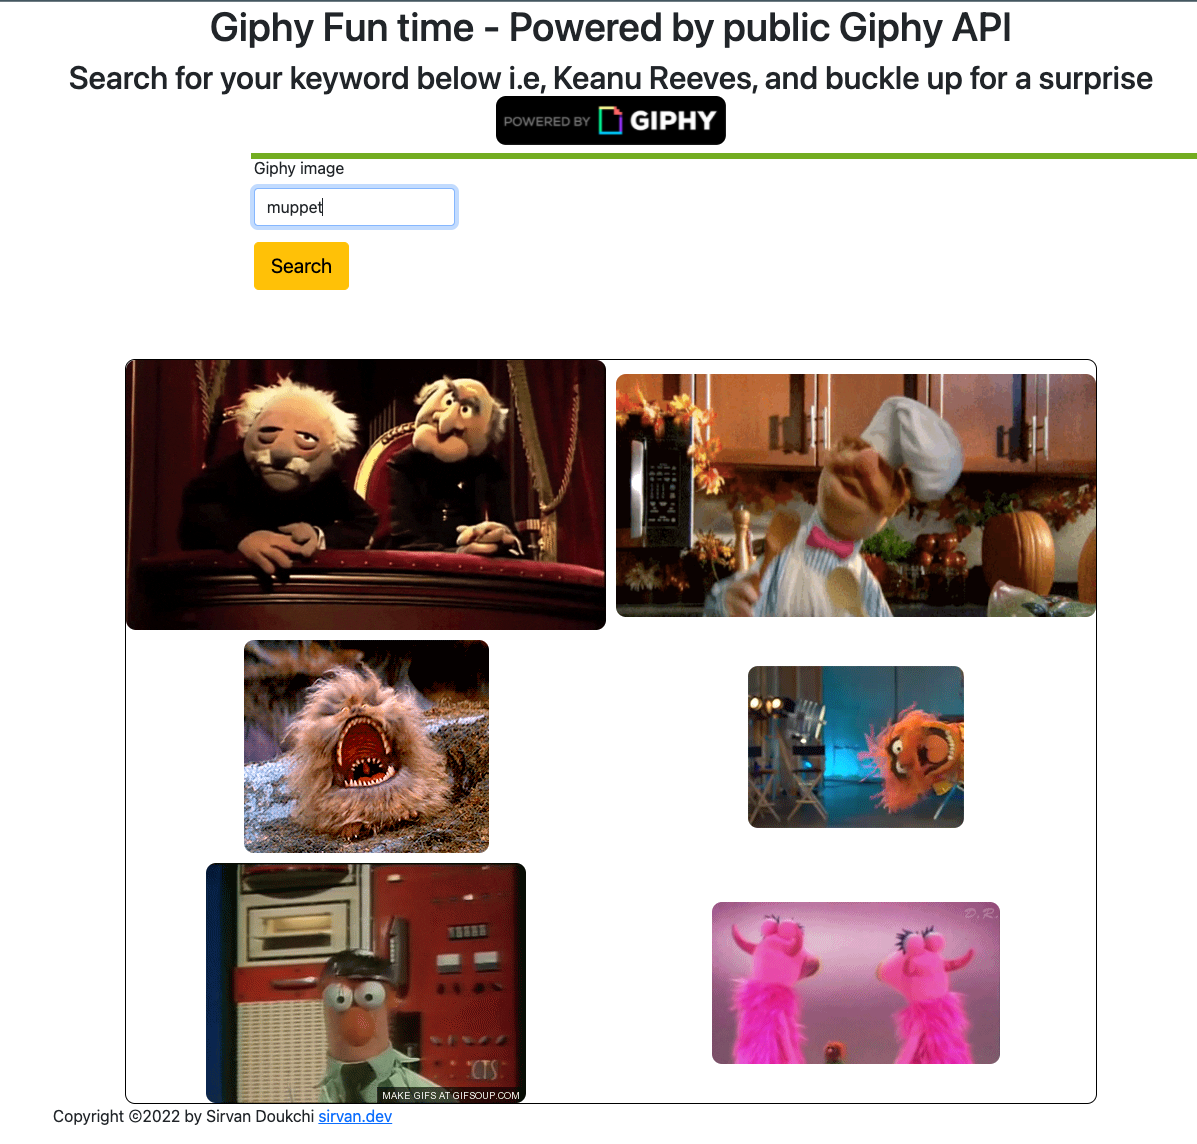 Giphy Fun time - Powered by public Giphy API
Search for your keyword below i.e, Keanu Reeves, and buckle up for a surprise
POWERED BY GIPHY
Giphy image
muppet
Search
CTS
MAKE GIFS AT GIFSOUP.COM
D.R.
Copyright ©2022 by Sirvan Doukchi sirvan.dev